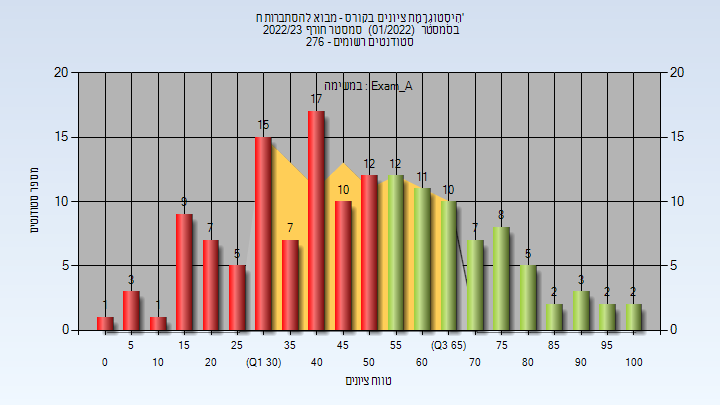 היסטוגרמת ציונים בקורס - מבוא להסתברות ח'
בסמסטר (01/2022) סמסטר חורף 2022/23
סטודנטים רשומים - 276
במשימה : Exam_A
מספר סטודנטים
20 20
15 15
10 10
5 5
0 0
1 3 1 9 7 5 15 7 17 10 12 12 11 10 7 8 5 2 3 2 2
5 15 25 35 45 55 (Q3 65) 75 85 95
0 10 20 (Q1 30) 40 50 60 70 80 90 100
טווח ציונים